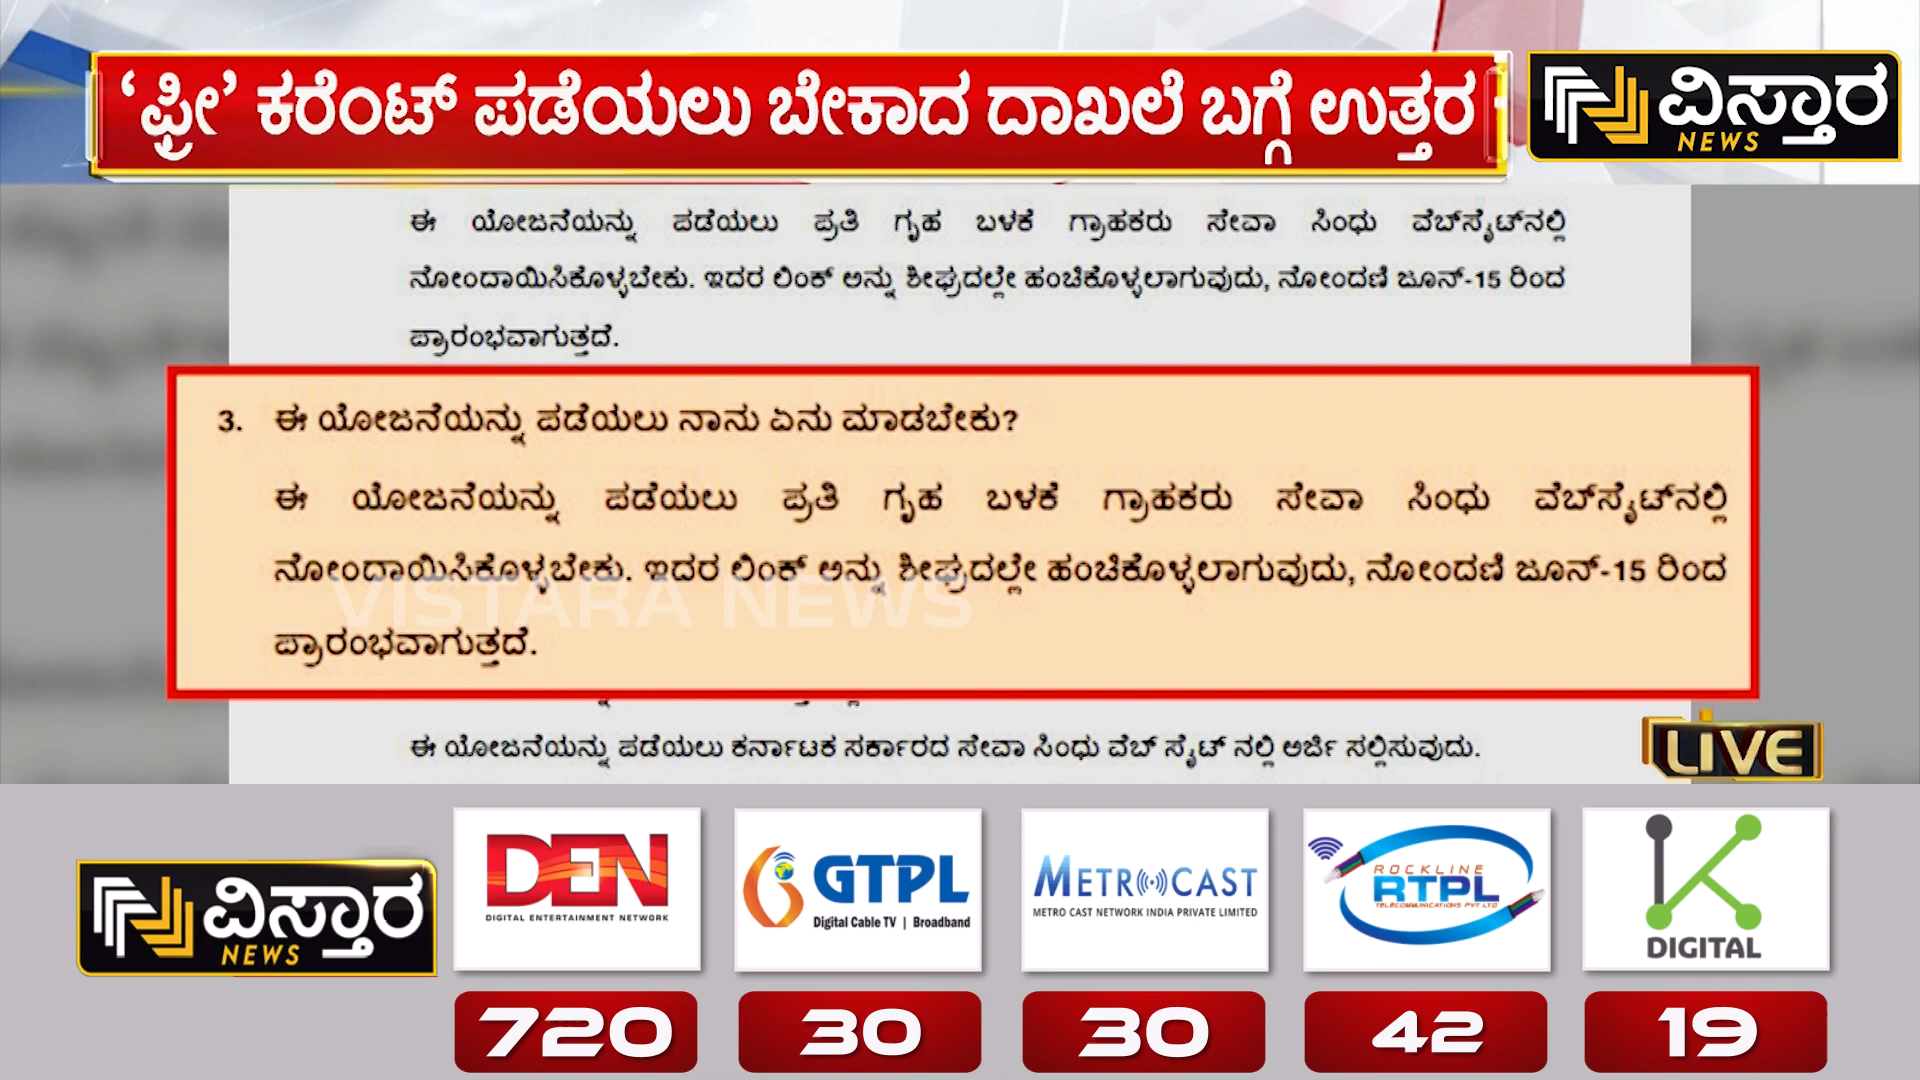 ‘ಫ್ರೀ’ ಕರೆಂಟ್ ಪಡೆಯಲು ಬೇಕಾದ ದಾಖಲೆ ಬಗ್ಗೆ ಉತ್ತರ
ವಿಸ್ತಾರ
NEWS
ಈ ಯೋಜನೆಯನ್ನು ಪಡೆಯಲು ಪ್ರತಿ ಗೃಹ ಬಳಕೆ ಗ್ರಾಹಕರು ಸೇವಾ ಸಿಂಧು ವೆಬ್‌ಸೈಟ್‌ನಲ್ಲಿ
ನೋಂದಾಯಿಸಿಕೊಳ್ಳಬೇಕು. ಇದರ ಲಿಂಕ್ ಅನ್ನು ಶೀಘ್ರದಲ್ಲೇ ಹಂಚಿಕೊಳ್ಳಲಾಗುವುದು, ನೋಂದಣಿ ಜೂನ್-15 ರಿಂದ
ಪ್ರಾರಂಭವಾಗುತ್ತದೆ.
3. ಈ ಯೋಜನೆಯನ್ನು ಪಡೆಯಲು ನಾನು ಏನು ಮಾಡಬೇಕು?
ಈ ಯೋಜನೆಯನ್ನು ಪಡೆಯಲು ಪ್ರತಿ ಗೃಹ ಬಳಕೆ ಗ್ರಾಹಕರು ಸೇವಾ ಸಿಂಧು ವೆಬ್‌ಸೈಟ್‌ನಲ್ಲಿ
ನೋಂದಾಯಿಸಿಕೊಳ್ಳಬೇಕು. ಇದರ ಲಿಂಕ್ ಅನ್ನು ಶೀಘ್ರದಲ್ಲೇ ಹಂಚಿಕೊಳ್ಳಲಾಗುವುದು, ನೋಂದಣಿ ಜೂನ್-15 ರಿಂದ
VISTARA NEWS
ಪ್ರಾರಂಭವಾಗುತ್ತದೆ.
ಈ ಯೋಜನೆಯನ್ನು ಪಡೆಯಲು ಕರ್ನಾಟಕ ಸರ್ಕಾರದ ಸೇವಾ ಸಿಂಧು ವೆಬ್ ಸೈಟ್ ನಲ್ಲಿ ಅರ್ಜಿ ಸಲ್ಲಿಸುವುದು.
LIVE
ವಿಸ್ತಾರ
NEWS
DEN
DIGITAL ENTERTAINMENT NETWORK
GTPL
Digital Cable TV | Broadband
METROCAST
METRO CAST NETWORK INDIA PRIVATE LIMITED
ROCKLINE
RTPL
TELECOMMUNICATIONS PVT LTD
K
DIGITAL
720 30 30 42 19